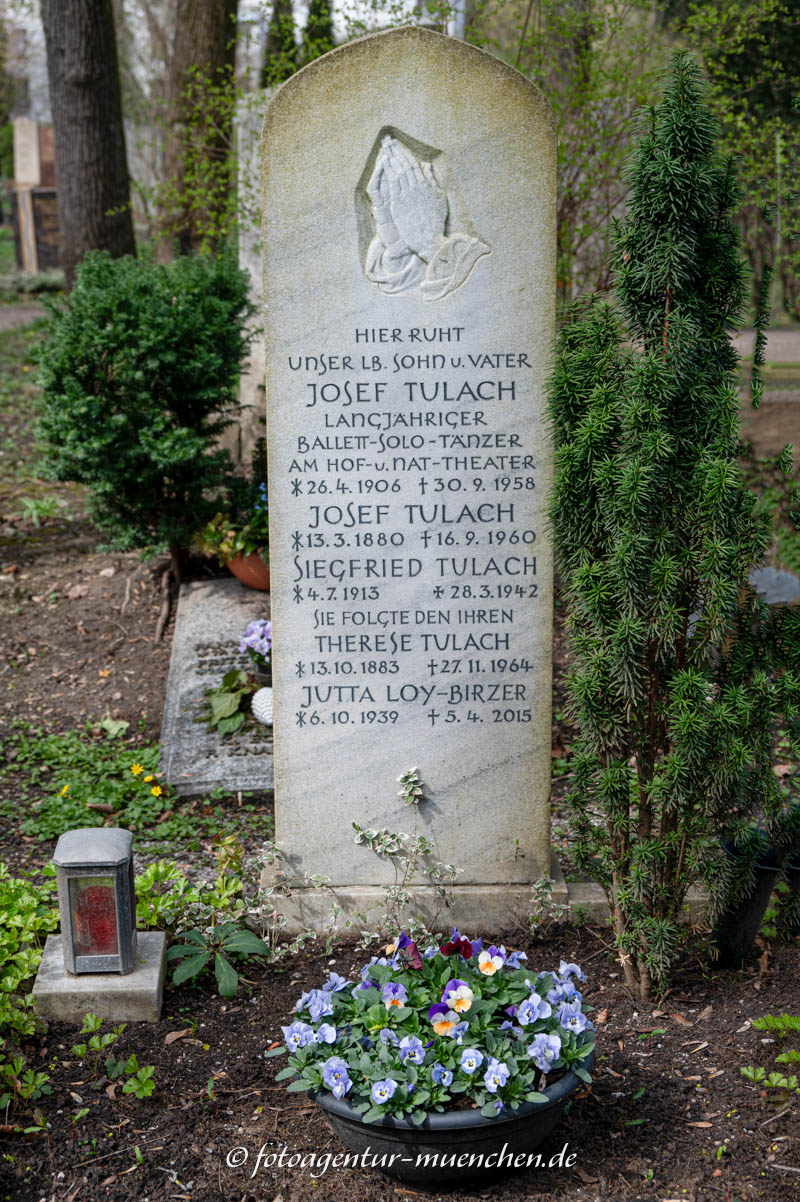 HIER RUHT
UNSER LB. SOHN U. VATER
JOSEF TULACH
LANGJÄHRIGER
BALLETT-SOLO-TÄNZER
AM HOF-U. NAT-THEATER
* 26. 4. 1906 † 30. 9. 1958
JOSEF TULACH
* 13. 3. 1880 † 16. 9. 1960
SIEGFRIED TULACH
* 4. 7. 1913 † 28. 3. 1942
SIE FOLGTE DEN IHREN
THERESE TULACH
* 13. 10. 1883 † 27. 11. 1964
JUTTA LOY-BIRZER
* 6. 10. 1939 † 5. 4. 2015
© fotoagentur-muenchen.de